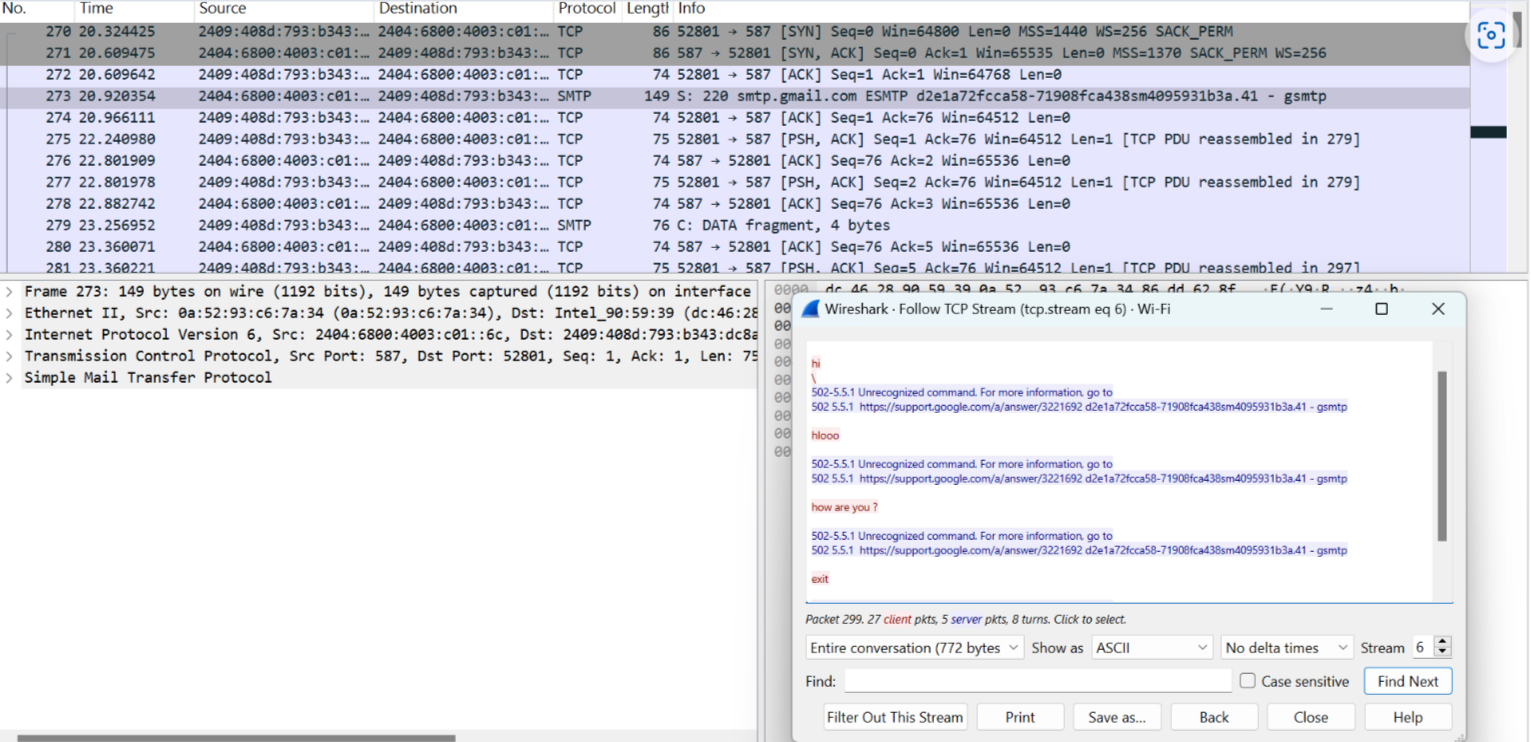 No. Time Source Destination Protocol Length Info
270 20.324425 2409:408d:793:b343:… 2404:6800:4003:c01:… TCP 86 52801 → 587 [SYN] Seq=0 Win=64800 Len=0 MSS=1440 WS=256 SACK_PERM
271 20.609475 2404:6800:4003:c01:… 2409:408d:793:b343:… TCP 86 587 → 52801 [SYN, ACK] Seq=0 Ack=1 Win=65535 Len=0 MSS=1370 SACK_PERM WS=256
272 20.609642 2409:408d:793:b343:… 2404:6800:4003:c01:… TCP 74 52801 → 587 [ACK] Seq=1 Ack=1 Win=64768 Len=0
273 20.920354 2404:6800:4003:c01:… 2409:408d:793:b343:… SMTP 149 S: 220 smtp.gmail.com ESMTP d2e1a72fcca58-71908fca438sm4095931b3a.41 - gsmtp
274 20.966111 2409:408d:793:b343:… 2404:6800:4003:c01:… TCP 74 52801 → 587 [ACK] Seq=1 Ack=76 Win=64512 Len=0
275 22.240980 2409:408d:793:b343:… 2404:6800:4003:c01:… TCP 75 52801 → 587 [PSH, ACK] Seq=1 Ack=76 Win=64512 Len=1 [TCP PDU reassembled in 279]
276 22.801909 2404:6800:4003:c01:… 2409:408d:793:b343:… TCP 74 587 → 52801 [ACK] Seq=76 Ack=2 Win=65536 Len=0
277 22.801978 2409:408d:793:b343:… 2404:6800:4003:c01:… TCP 75 52801 → 587 [PSH, ACK] Seq=2 Ack=76 Win=64512 Len=1 [TCP PDU reassembled in 279]
278 22.882742 2404:6800:4003:c01:… 2409:408d:793:b343:… TCP 74 587 → 52801 [ACK] Seq=76 Ack=3 Win=65536 Len=0
279 23.256952 2409:408d:793:b343:… 2404:6800:4003:c01:… SMTP 76 C: DATA fragment, 4 bytes
280 23.360071 2404:6800:4003:c01:… 2409:408d:793:b343:… TCP 74 587 → 52801 [ACK] Seq=76 Ack=5 Win=65536 Len=0
281 23.360221 2409:408d:793:b343:… 2404:6800:4003:c01:… TCP 75 52801 → 587 [PSH, ACK] Seq=5 Ack=76 Win=64512 Len=1 [TCP PDU reassembled in 297]
Frame 273: 149 bytes on wire (1192 bits), 149 bytes captured (1192 bits) on interface
Ethernet II, Src: 0a:52:93:c6:7a:34 (0a:52:93:c6:7a:34), Dst: Intel_90:59:39 (dc:46:28
Internet Protocol Version 6, Src: 2404:6800:4003:c01::6c, Dst: 2409:408d:793:b343:dc8a
Transmission Control Protocol, Src Port: 587, Dst Port: 52801, Seq: 1, Ack: 1, Len: 75
Simple Mail Transfer Protocol
0000 dc 46 28 90 59 39 0a 52 93 c6 7a 34 86 dd 62 8f
Wireshark · Follow TCP Stream (tcp.stream eq 6) · Wi-Fi
hi
\
502-5.5.1 Unrecognized command. For more information, go to
502 5.5.1 https://support.google.com/a/answer/3221692 d2e1a72fcca58-71908fca438sm4095931b3a.41 - gsmtp
hlooo
502-5.5.1 Unrecognized command. For more information, go to
502 5.5.1 https://support.google.com/a/answer/3221692 d2e1a72fcca58-71908fca438sm4095931b3a.41 - gsmtp
how are you ?
502-5.5.1 Unrecognized command. For more information, go to
502 5.5.1 https://support.google.com/a/answer/3221692 d2e1a72fcca58-71908fca438sm4095931b3a.41 - gsmtp
exit
Packet 299. 27 client pkts, 5 server pkts, 8 turns. Click to select.
Entire conversation (772 bytes Show as ASCII No delta times Stream 6
Find: Case sensitive Find Next
Filter Out This Stream Print Save as... Back Close Help